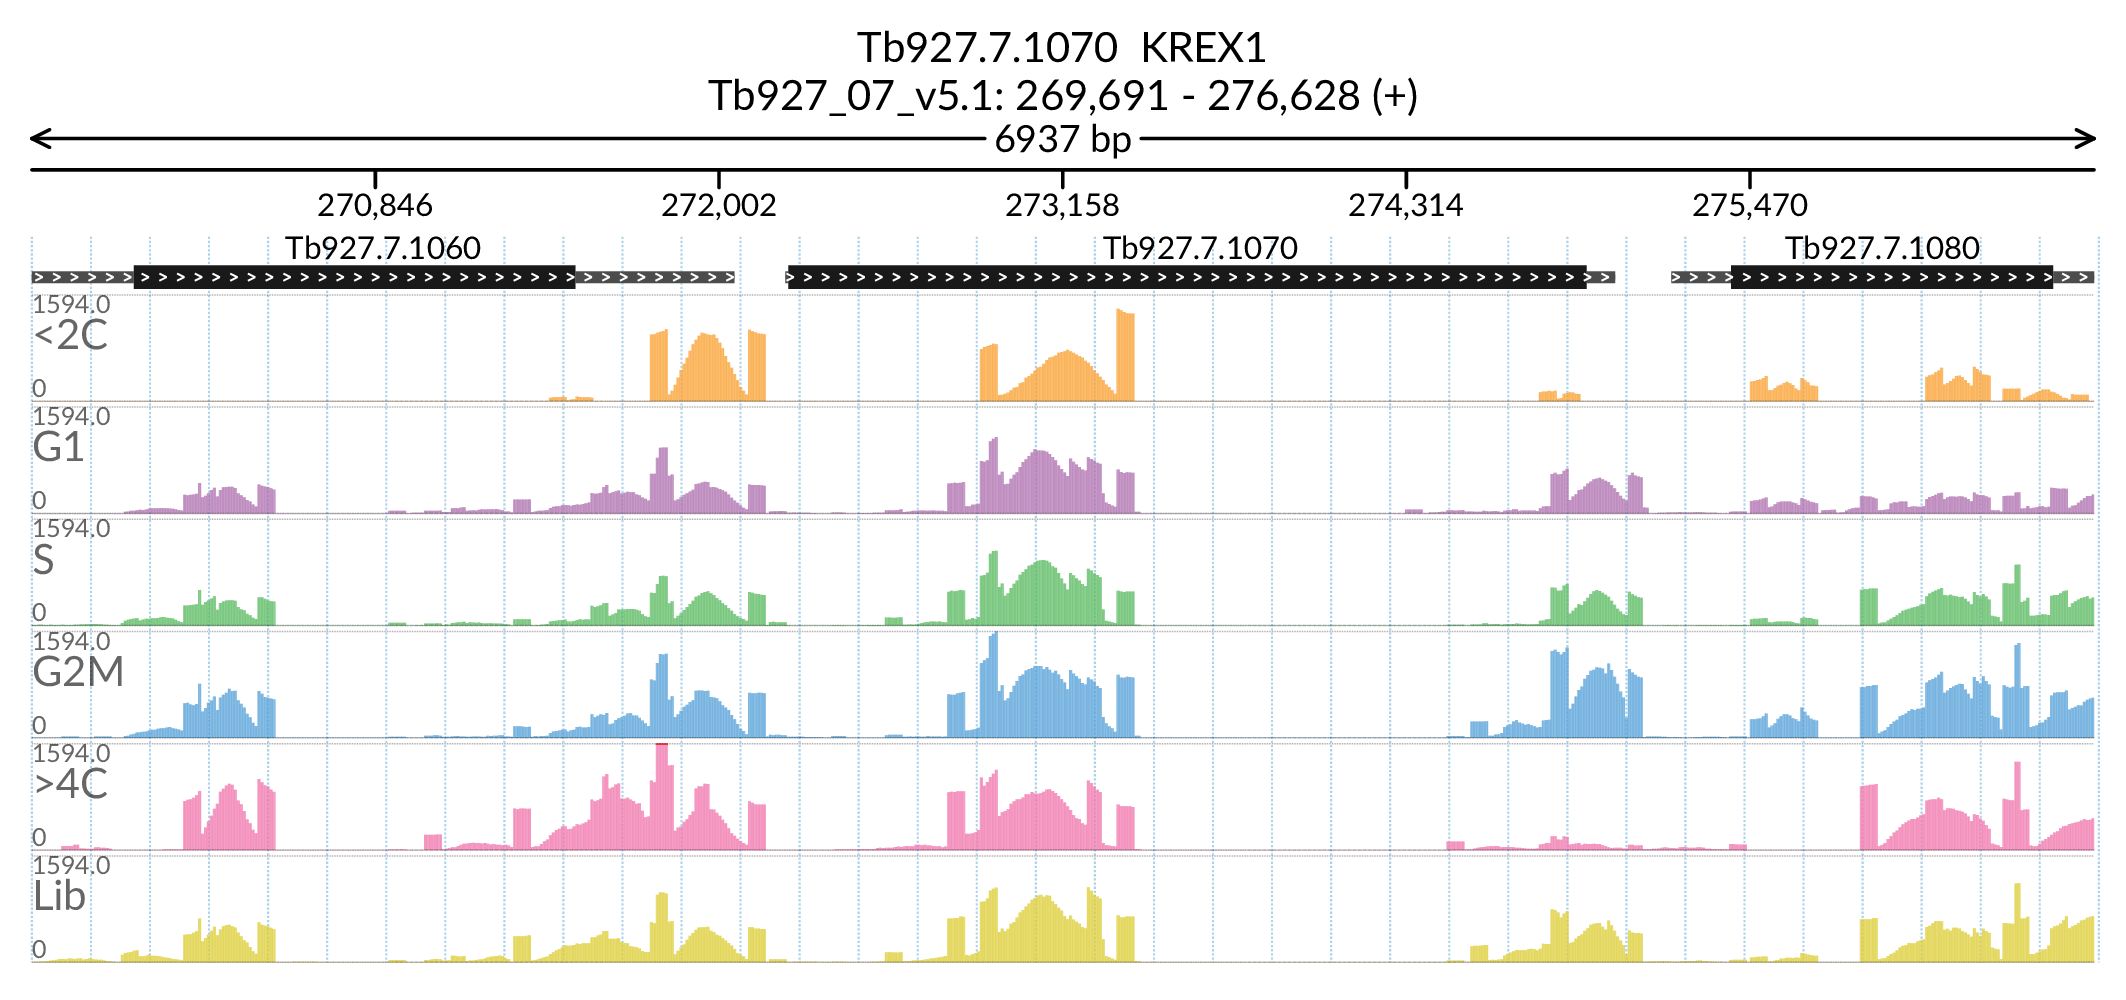 Tb927.7.1070 KREX1
Tb927_07_v5.1: 269,691 - 276,628 (+)
6937 bp
270,846 272,002 273,158 274,314 275,470
Tb927.7.1060 Tb927.7.1070 Tb927.7.1080
1594.0
<2C
0
1594.0
G1
0
1594.0
S
0
1594.0
G2M
0
1594.0
>4C
0
1594.0
Lib
0